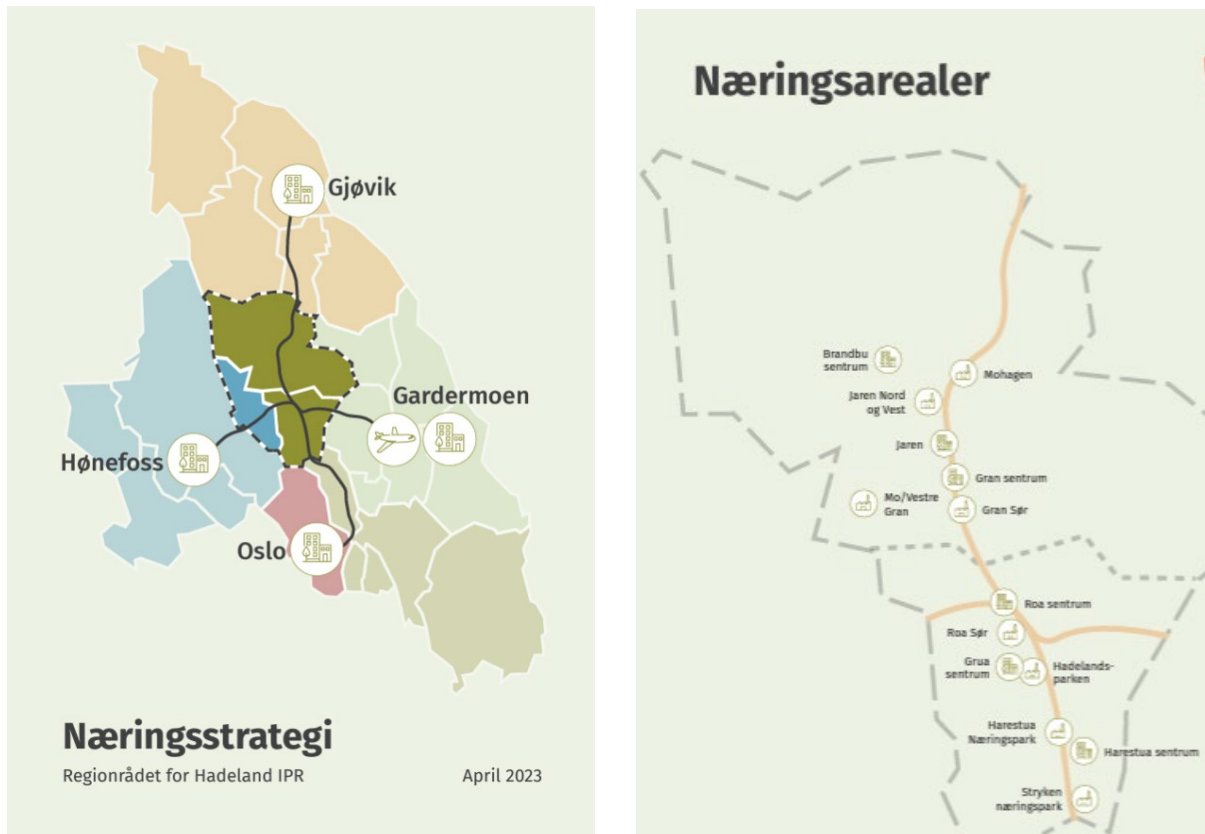 Gjøvik
Gardermoen
Hønefoss
Oslo
Næringsstrategi
Regionrådet for Hadeland IPR
April 2023
Næringsarealer
Brandbu
sentrum
Mohagen
Jaren Nord
og Vest
Jaren
Gran sentrum
Mo/Vestre
Gran
Gran Sør
Roa sentrum
Roa Sør
Grua
sentrum
Hadelands-
parken
Harestua
Næringspark
Harestua sentrum
Stryken
næringspark